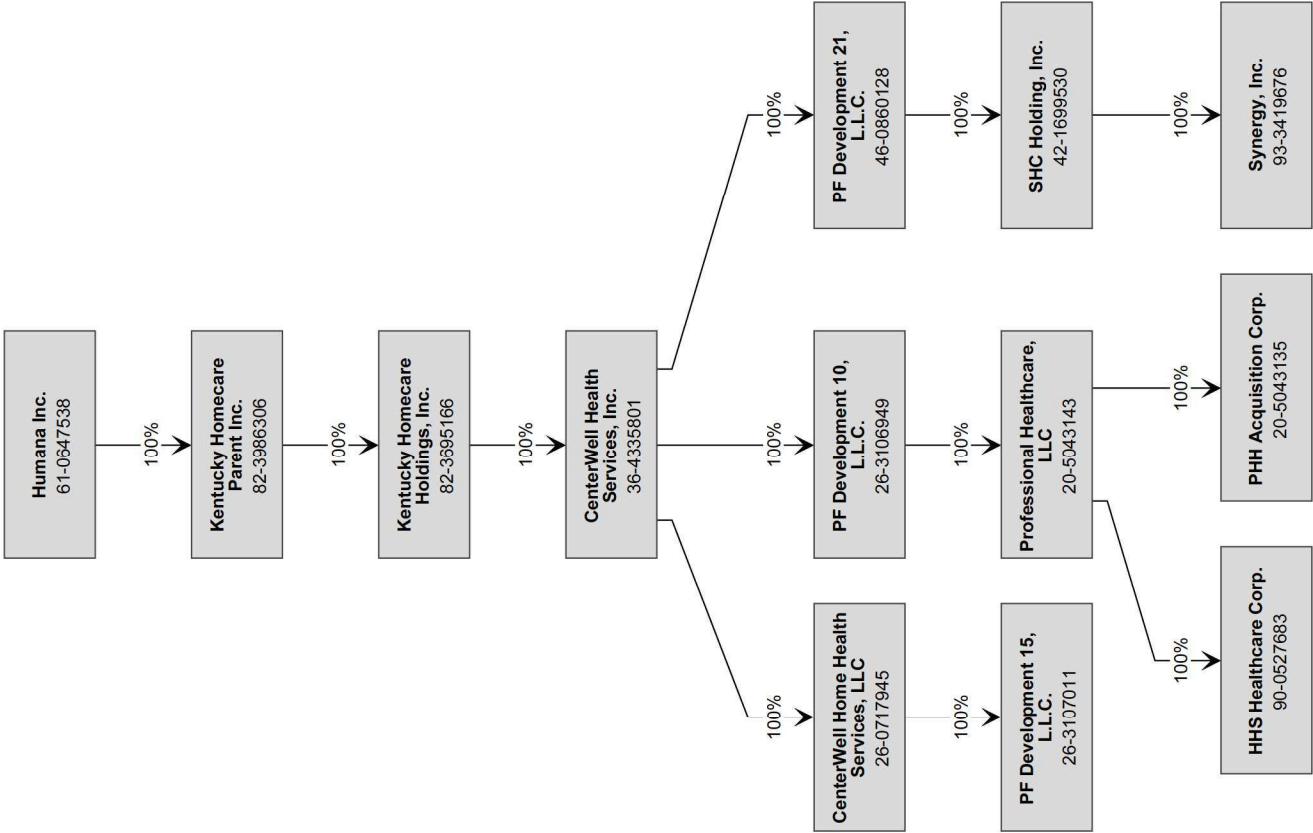 Humana Inc.
61-0647538
100%
Kentucky Homecare
Parent Inc.
82-3986306
100%
Kentucky Homecare
Holdings, Inc.
82-3695166
100%
CenterWell Health
Services, Inc.
36-4335801
100%
100%
100%
CenterWell Home Health
Services, LLC
26-0717945
PF Development 10,
L.L.C.
26-3106949
PF Development 21,
L.L.C.
46-0860128
100%
100%
100%
PF Development 15,
L.L.C.
26-3107011
Professional Healthcare,
LLC
20-5043143
SHC Holding, Inc.
42-1699530
100%
100%
100%
HHS Healthcare Corp.
90-0527683
PHH Acquisition Corp.
20-5043135
Synergy, Inc.
93-3419676